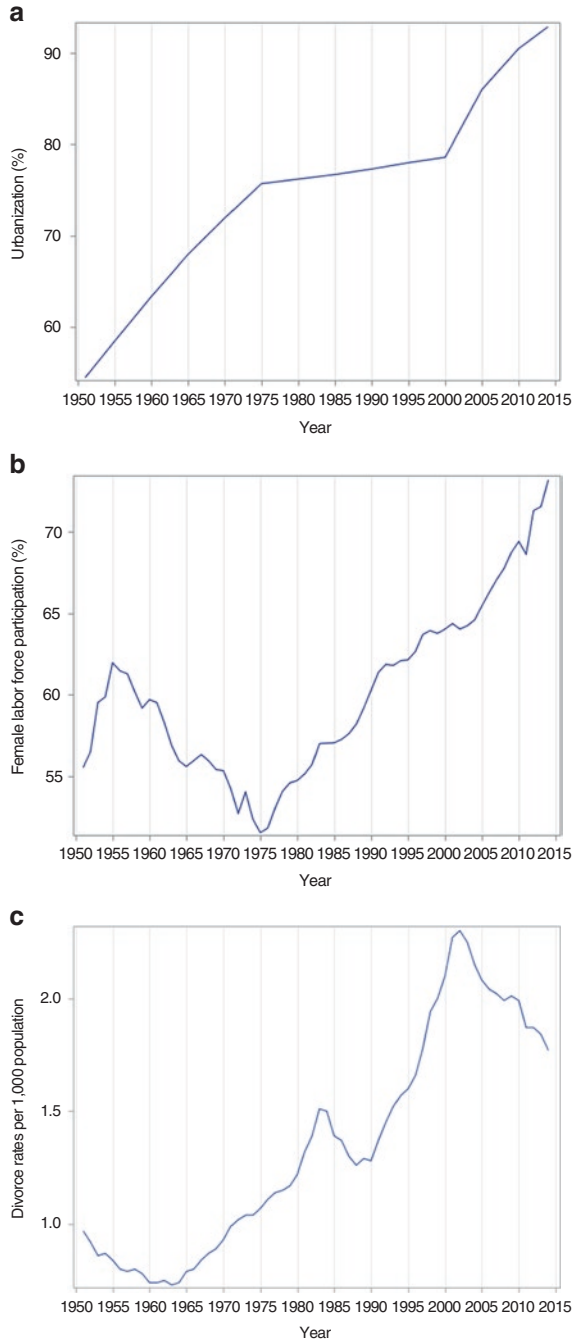 a
90
80
70
60
Urbanization (%)
1950 1955 1960 1965 1970 1975 1980 1985 1990 1995 2000 2005 2010 2015
Year
b
70
65
60
55
Female labor force participation (%)
1950 1955 1960 1965 1970 1975 1980 1985 1990 1995 2000 2005 2010 2015
Year
c
2.0
1.5
1.0
Divorce rates per 1,000 population
1950 1955 1960 1965 1970 1975 1980 1985 1990 1995 2000 2005 2010 2015
Year